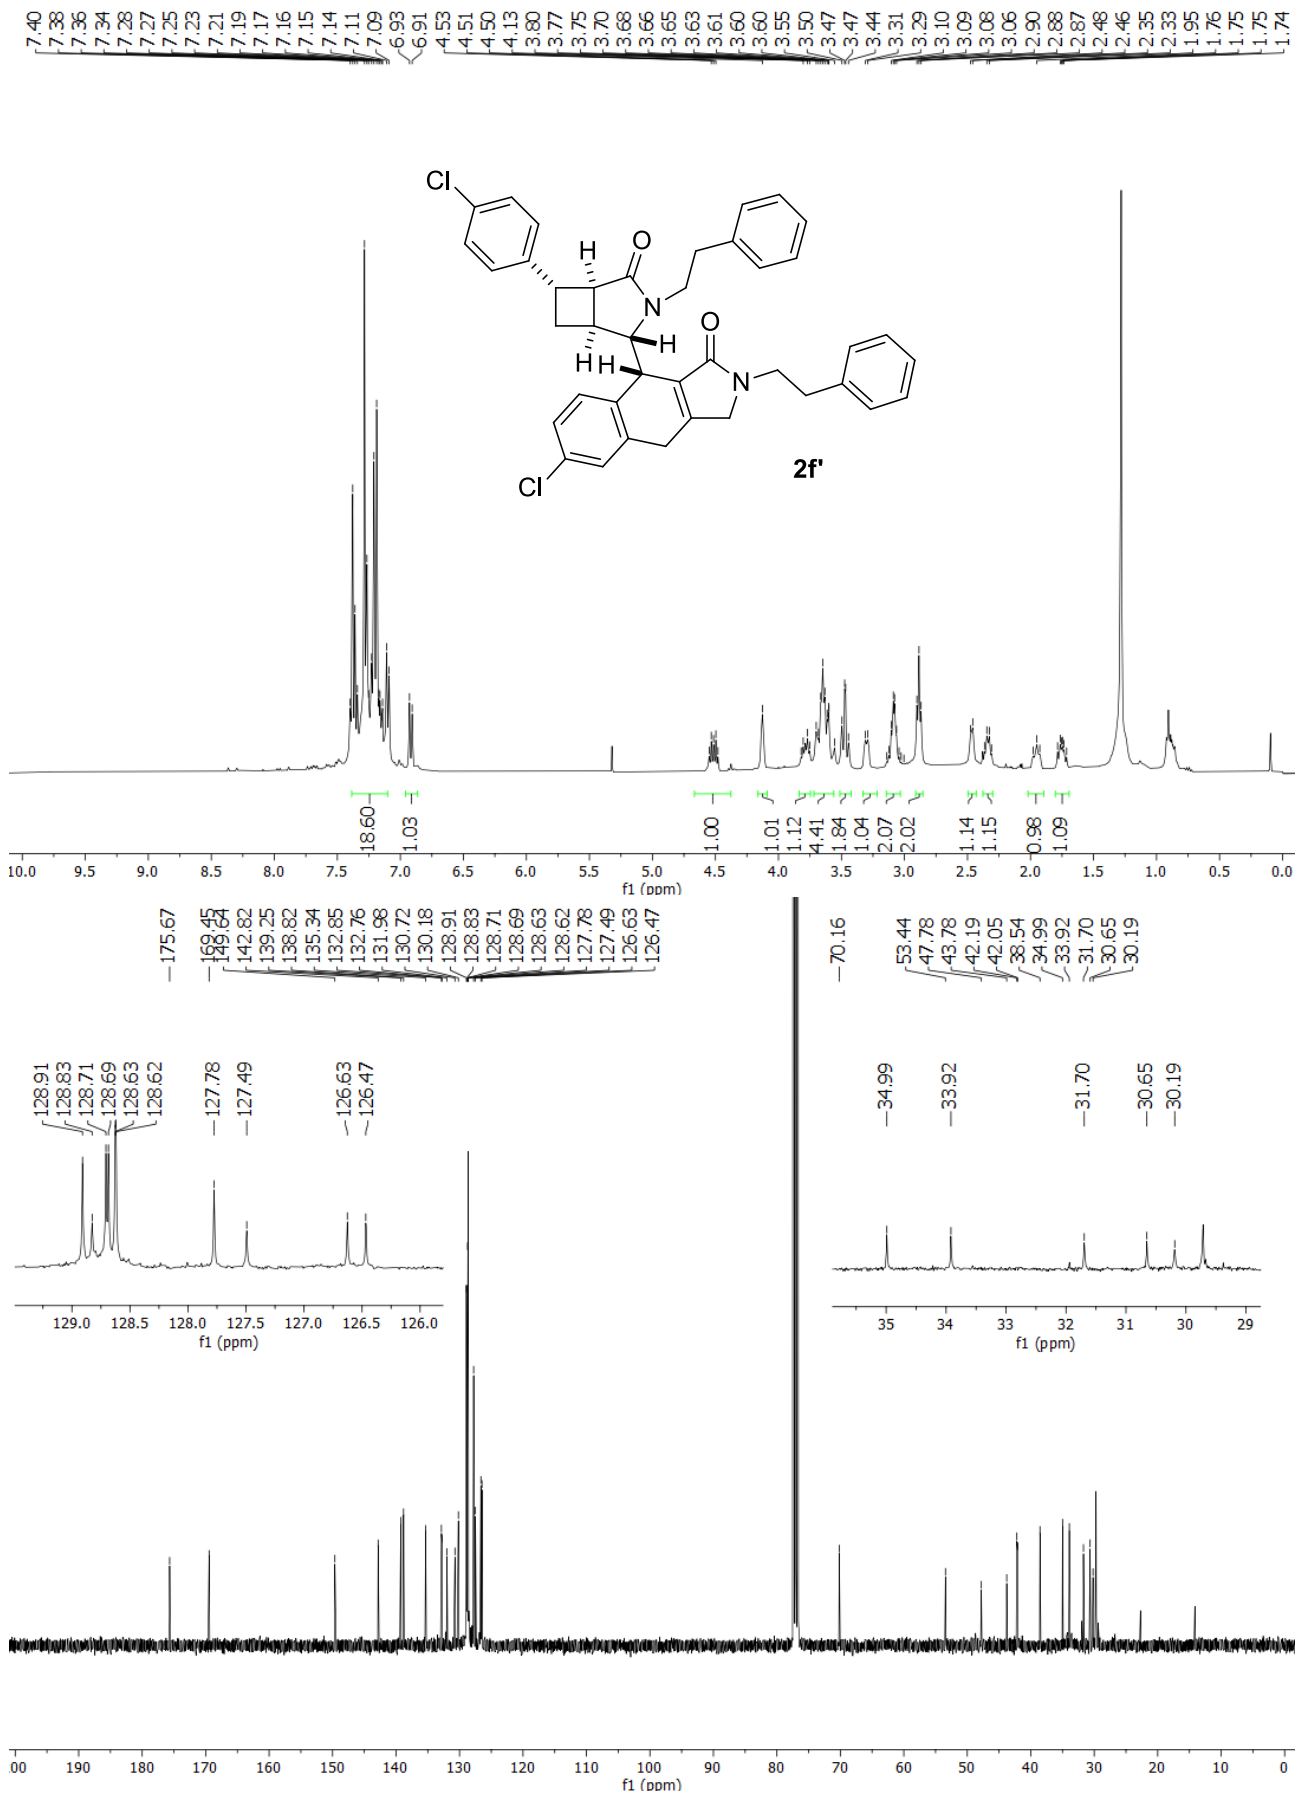 7.40 7.38 7.36 7.34 7.28 7.27 7.25 7.23 7.21 7.19 7.17 7.16 7.15 7.14 7.11 7.09 6.93 6.91 4.53 4.51 4.50 4.13 3.80 3.77 3.75 3.70 3.68 3.66 3.65 3.63 3.61 3.60 3.60 3.55 3.50 3.47 3.47 3.44 3.31 3.29 3.10 3.09 3.08 3.06 2.90 2.88 2.87 2.48 2.46 2.35 2.33 1.95 1.76 1.75 1.75 1.74
Cl
H
O
N
O
H
H
H
N
Cl
2f'
18.60 1.03 1.00 1.01 1.12 4.41 1.84 1.04 2.07 2.02 1.14 1.15 0.98 1.09
10.0 9.5 9.0 8.5 8.0 7.5 7.0 6.5 6.0 5.5 5.0 4.5 4.0 3.5 3.0 2.5 2.0 1.5 1.0 0.5 0.0
f1 (ppm)
175.67 169.45 149.64 142.82 139.25 138.82 135.34 132.85 132.76 131.98 130.72 130.18 128.91 128.83 128.71 128.69 128.63 128.62 127.78 127.49 126.63 126.47 70.16 53.44 47.78 43.78 42.19 42.05 38.54 34.99 33.92 31.70 30.65 30.19
128.91 128.83 128.71 128.69 128.63 128.62 127.78 127.49 126.63 126.47
34.99 33.92 31.70 30.65 30.19
129.0 128.5 128.0 127.5 127.0 126.5 126.0
f1 (ppm)
35 34 33 32 31 30 29
f1 (ppm)
00 190 180 170 160 150 140 130 120 110 100 90 80 70 60 50 40 30 20 10 0
f1 (ppm)